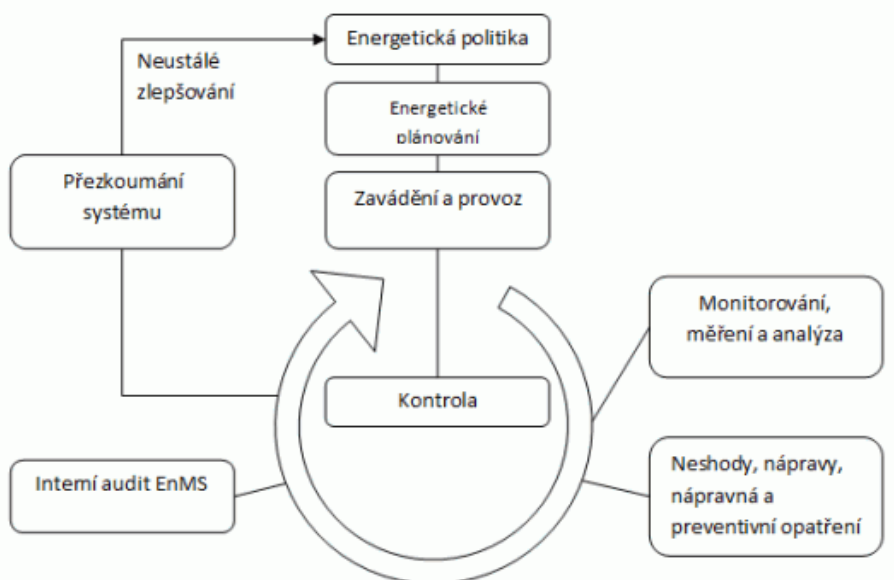 Energetická politika
Neustálé
zlepšování
Energetické
plánování
Přezkoumání
systému
Zavádění a provoz
Monitorování,
měření a analýza
Kontrola
Interní audit EnMS
Neshody, nápravy,
nápravná a
preventivní opatření